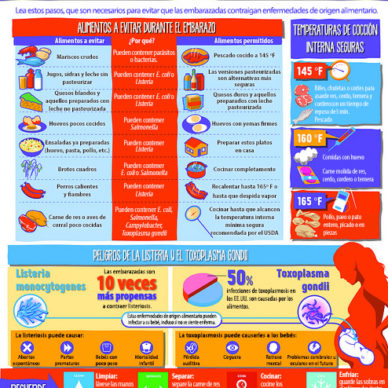 Lea estos pasos, que son necesarios para evitar que las embarazadas contraigan enfermedades de origen alimentario.
ALIMENTOS A EVITAR DURANTE EL EMBARAZO
Alimentos a evitar
¿Por qué?
Alimentos permitidos
Mariscos crudos
Pueden contener parásitos
o bacterias.
Pescado cocido a 145 °F
Jugos, sidras y leche sin
pasteurizar
Pueden contener E. coli o
Listeria
Las versiones pasteurizadas
son alternativas más
seguras
Quesos blandos y
aquellos preparados con
leche no pasteurizada
Pueden contener E. coli o
Listeria
Quesos duros y aquellos
preparados con leche
pasteurizada
Huevos poco cocidos
Pueden contener
Salmonella
Huevos con yemas firmes
Ensaladas ya preparadas
(huevo, pasta, pollo, etc.)
Pueden contener
Listeria
Preparar estos platos
en casa
Brotes crudos
Pueden contener
E. coli o Salmonella
Cocinar completamente
Perros calientes
y fiambres
Pueden contener
Listeria
Recalentar hasta 165° F o
hasta que despida vapor
Carne de res o aves de
corral poco cocidas
Pueden contener E. coli,
Salmonella,
Campylobacter,
Toxoplasma gondii
Cocinar hasta que alcancen
la temperatura interna
mínima segura
recomendada por el USDA
TEMPERATURAS DE COCCIÓN
INTERNA SEGURAS
145 °F
Bifes, chuletas o cortes para
asado de res, cerdo, ternera y
cordero con un tiempo de
reposo de 3 min.
Pescado
160 °F
Comidas con huevo
Carne molida de res,
cerdo, cordero o ternera
165 °F
Pollo, pavo o pato
entero, picado o en
piezas
PELIGROS DE LA LISTERIA Y EL TOXOPLASMA GONDII
Listeria
monocytogenes
Las embarazadas son
10 veces
más propensas
a contraer listeriosis.
50%
infecciones de toxoplasmosis en
los EE.UU. son causadas por los
alimentos.
Toxoplasma
gondii
Estas enfermedades de origen alimentario pueden
infectar a su bebé, incluso si no se siente enferma.
La listeriosis puede causar:
Abortos
espontáneos
Partos
prematuros
Bebés con
poco peso
Mortalidad
infantil
La toxoplasmosis puede causarles a los bebés:
Pérdida
auditiva
Ceguera
Retraso
mental
Problemas cerebrales u
oculares en el futuro
RECUERDE
Limpiar:
lávese las manos
Separar:
separe la carne de res
Cocinar:
cocine los
Enfriar:
guarde las sobras en